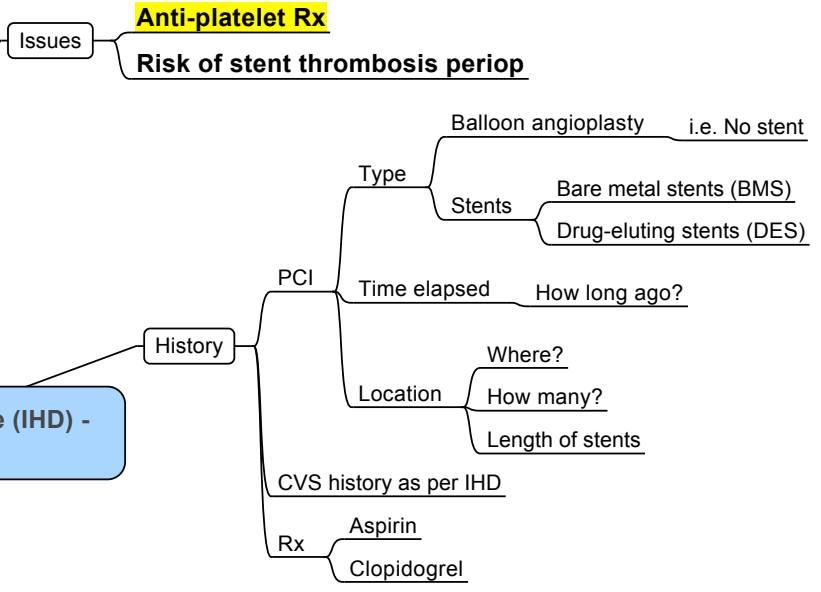 Issues
Anti-platelet Rx
Risk of stent thrombosis periop
History
PCI
Type
Balloon angioplasty
i.e. No stent
Stents
Bare metal stents (BMS)
Drug-eluting stents (DES)
Time elapsed
How long ago?
Location
Where?
How many?
Length of stents
CVS history as per IHD
Rx
Aspirin
Clopidogrel
(IHD) -